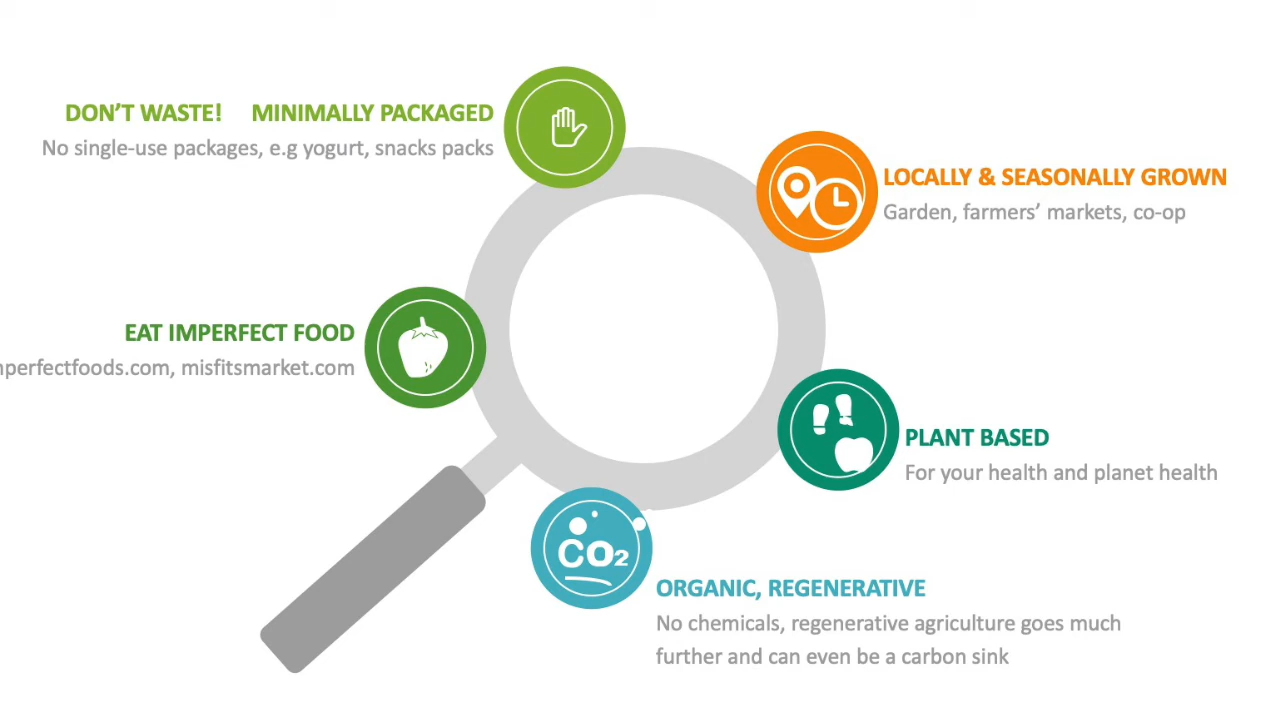 DON'T WASTE! MINIMALLY PACKAGED
No single-use packages, e.g yogurt, snacks packs
LOCALLY & SEASONALLY GROWN
Garden, farmers' markets, co-op
EAT IMPERFECT FOOD
misfitsmarket.com
PLANT BASED
For your health and planet health
CO2
ORGANIC, REGENERATIVE
No chemicals, regenerative agriculture goes much
further and can even be a carbon sink